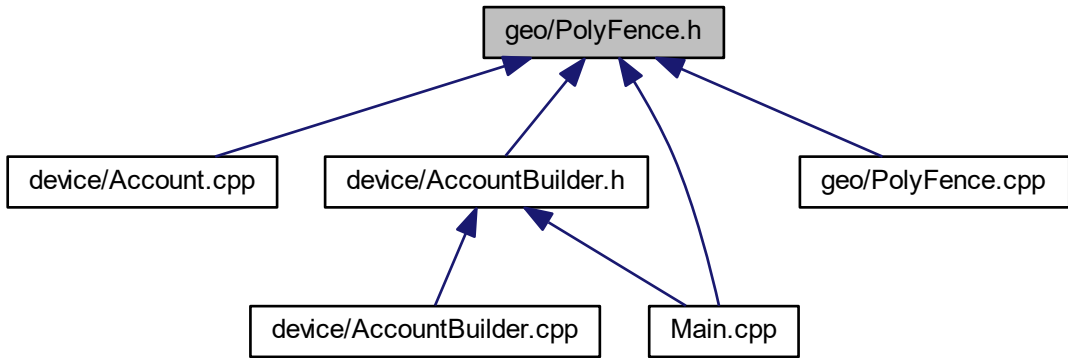 geo/PolyFence.h
device/Account.cpp
device/AccountBuilder.h
geo/PolyFence.cpp
device/AccountBuilder.cpp
Main.cpp